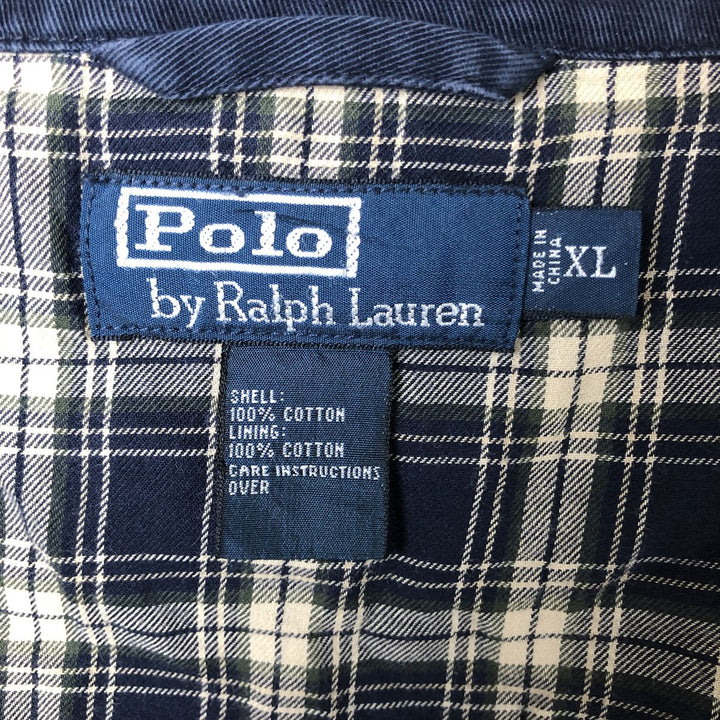 Polo
by Ralph Lauren
MADE IN
CHINA
XL
SHELL:
100% COTTON
LINING:
100% COTTON
CARE INSTRUCTIONS
OVER